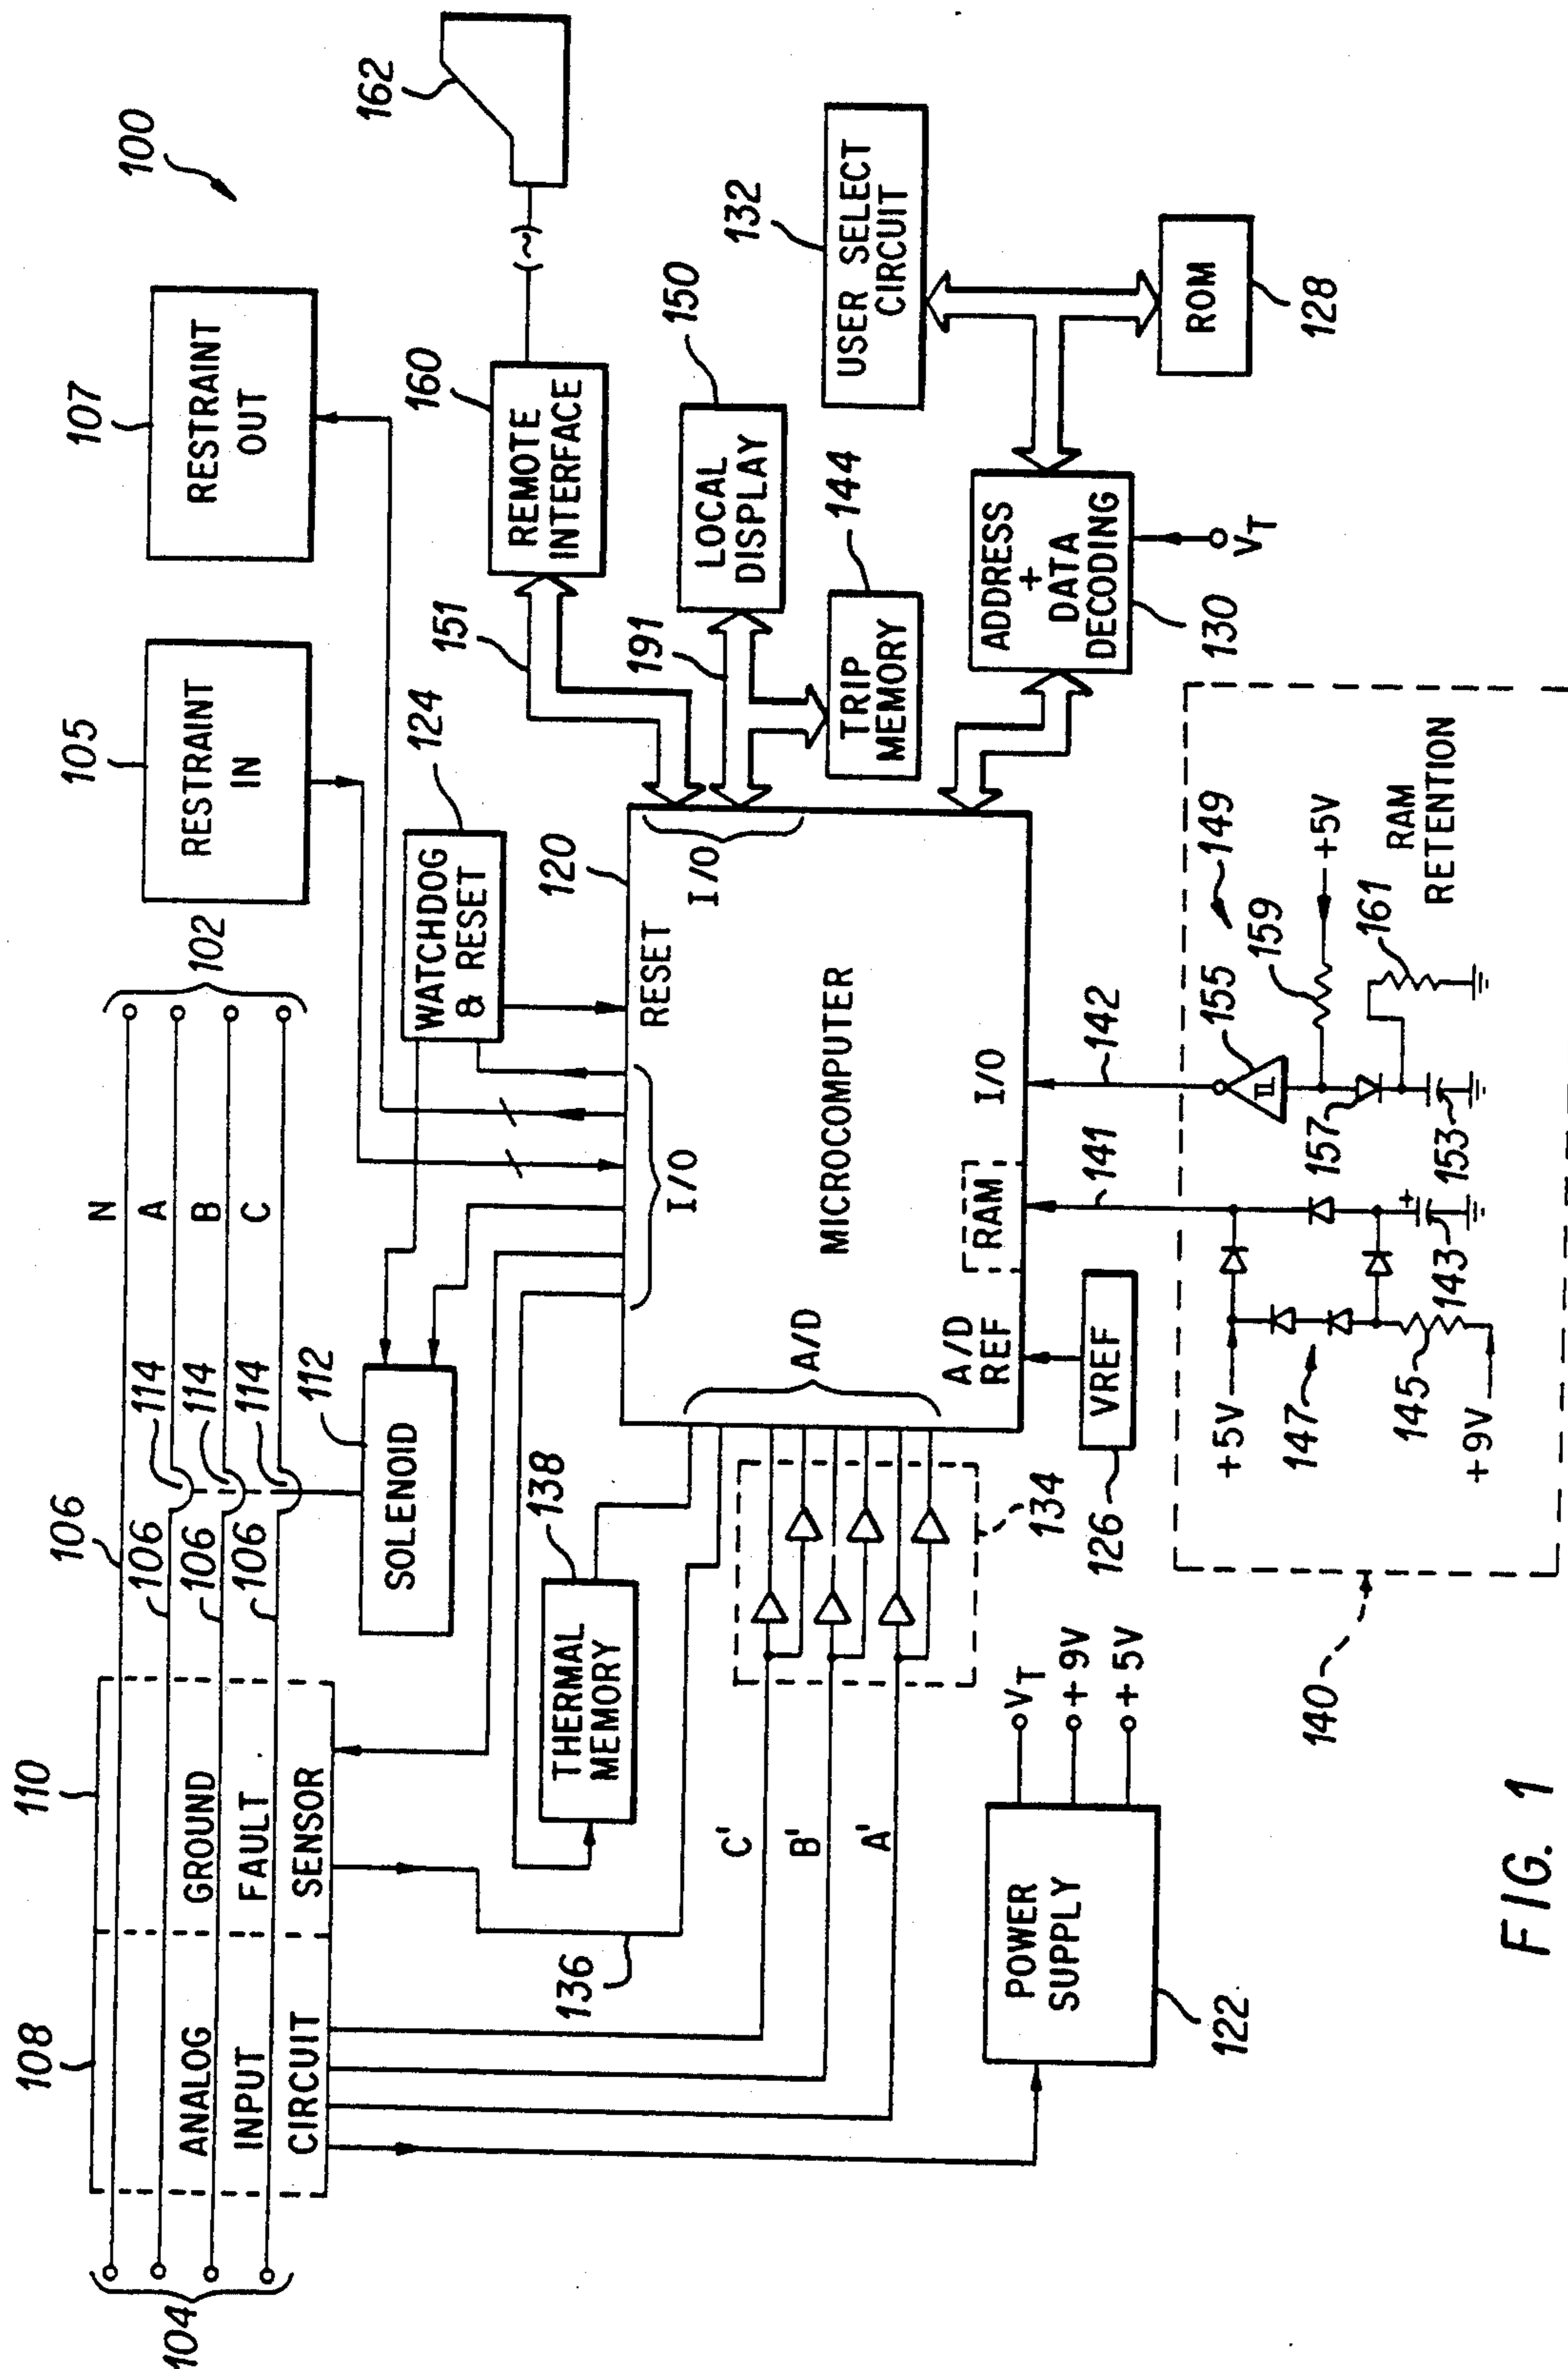 100
102
N
A
B
C
104
106
106
106
106
114
114
114
108
ANALOG
INPUT
CIRCUIT
110
GROUND
FAULT
SENSOR
105
RESTRAINT
IN
107
RESTRAINT
OUT
112
SOLENOID
124
WATCHDOG
& RESET
120
RESET
I/O
I/O
MICROCOMPUTER
A/D
A/D
REF
RAM
I/O
138
THERMAL
MEMORY
136
134
C'
B'
A'
151
160
REMOTE
INTERFACE
(~)
162
191
150
LOCAL
DISPLAY
144
TRIP
MEMORY
132
USER SELECT
CIRCUIT
ADDRESS
+
DATA
DECODING
130
VT
ROM
128
POWER
SUPPLY
122
VT
+9V
+5V
VREF
126
141
142
140
+5V
147
145
+9V
143
+
155
149
159
+5V
157
153
161
RAM
RETENTION
FIG. 1